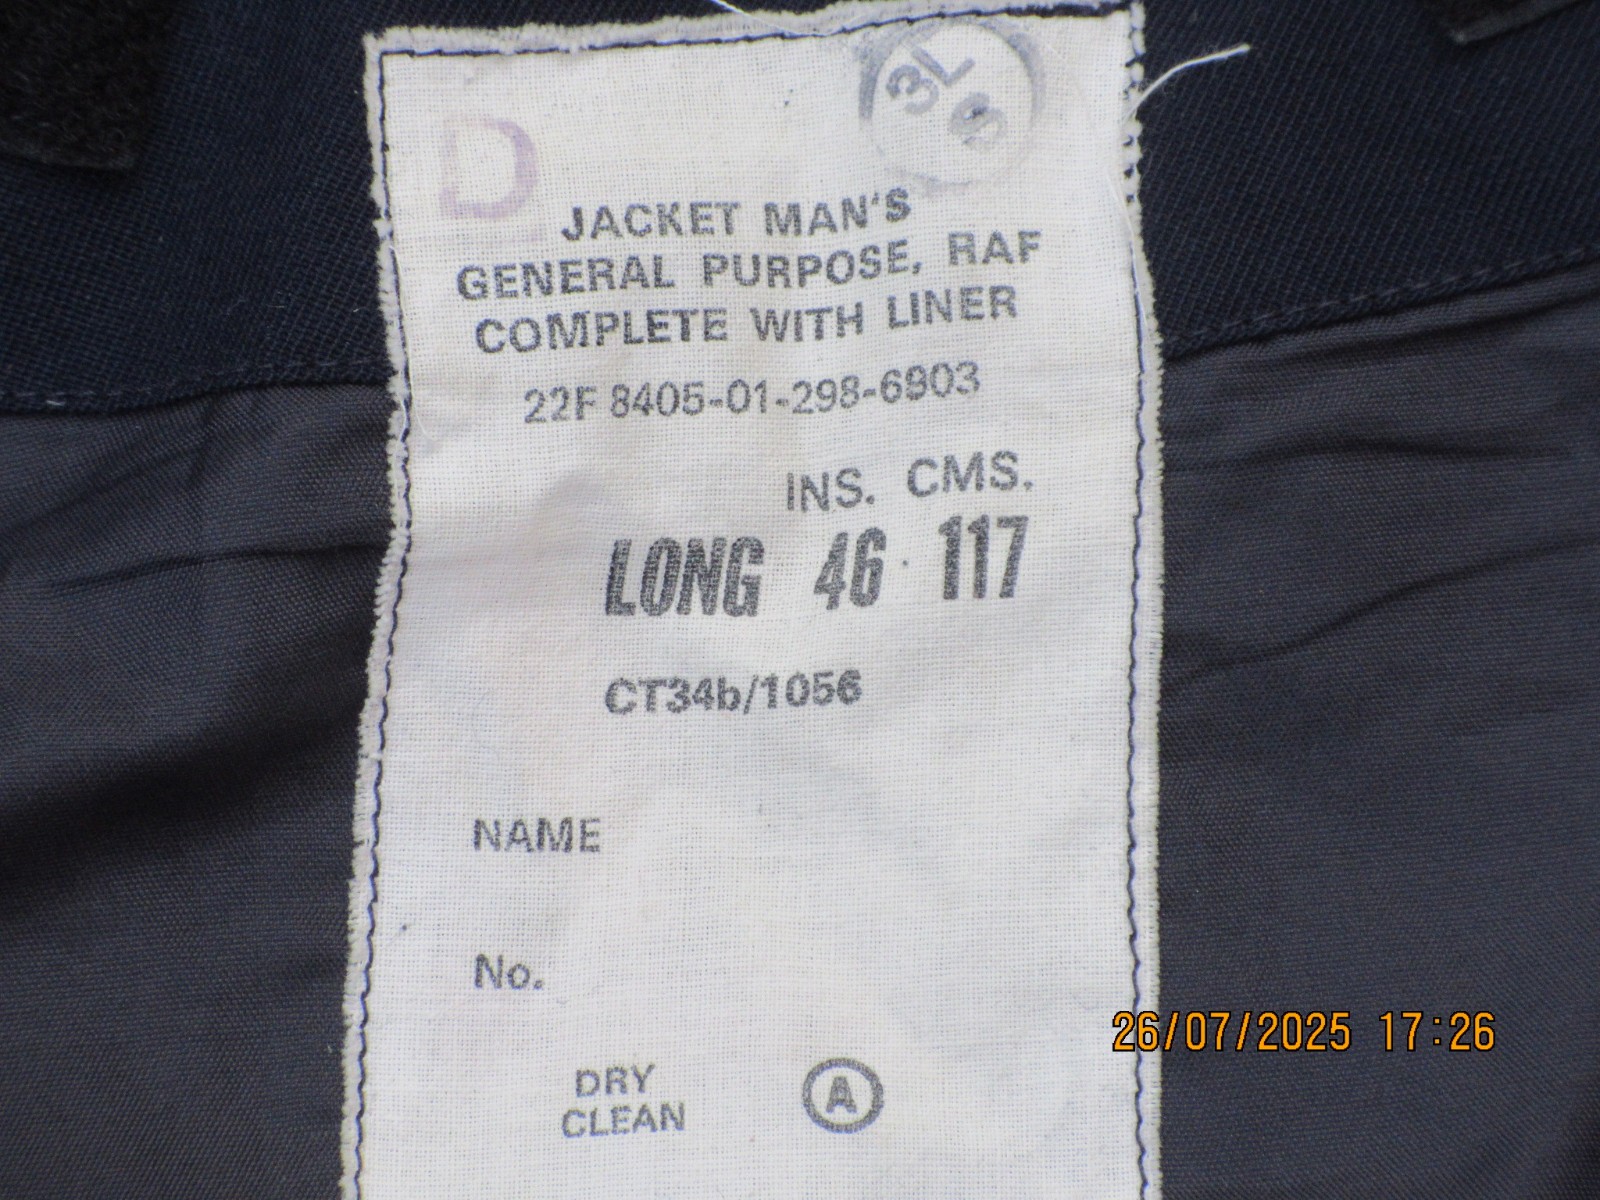 3L
D
JACKET MAN'S
GENERAL PURPOSE, RAF
COMPLETE WITH LINER
22F 8405-01-298-6903
INS. CMS.
LONG 46 117
CT34b/1056
NAME
No.
26/07/2025 17:26
DRY
CLEAN
A